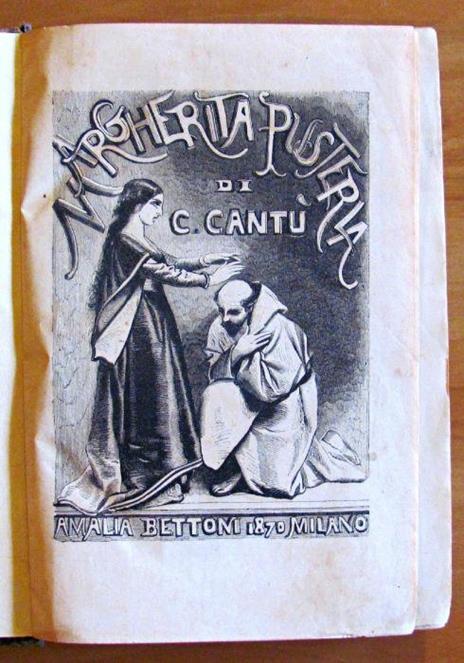 MARGHERITA PUSTERLA
DI
C. CANTÙ
AMALIA BETTONI 1870 MILANO